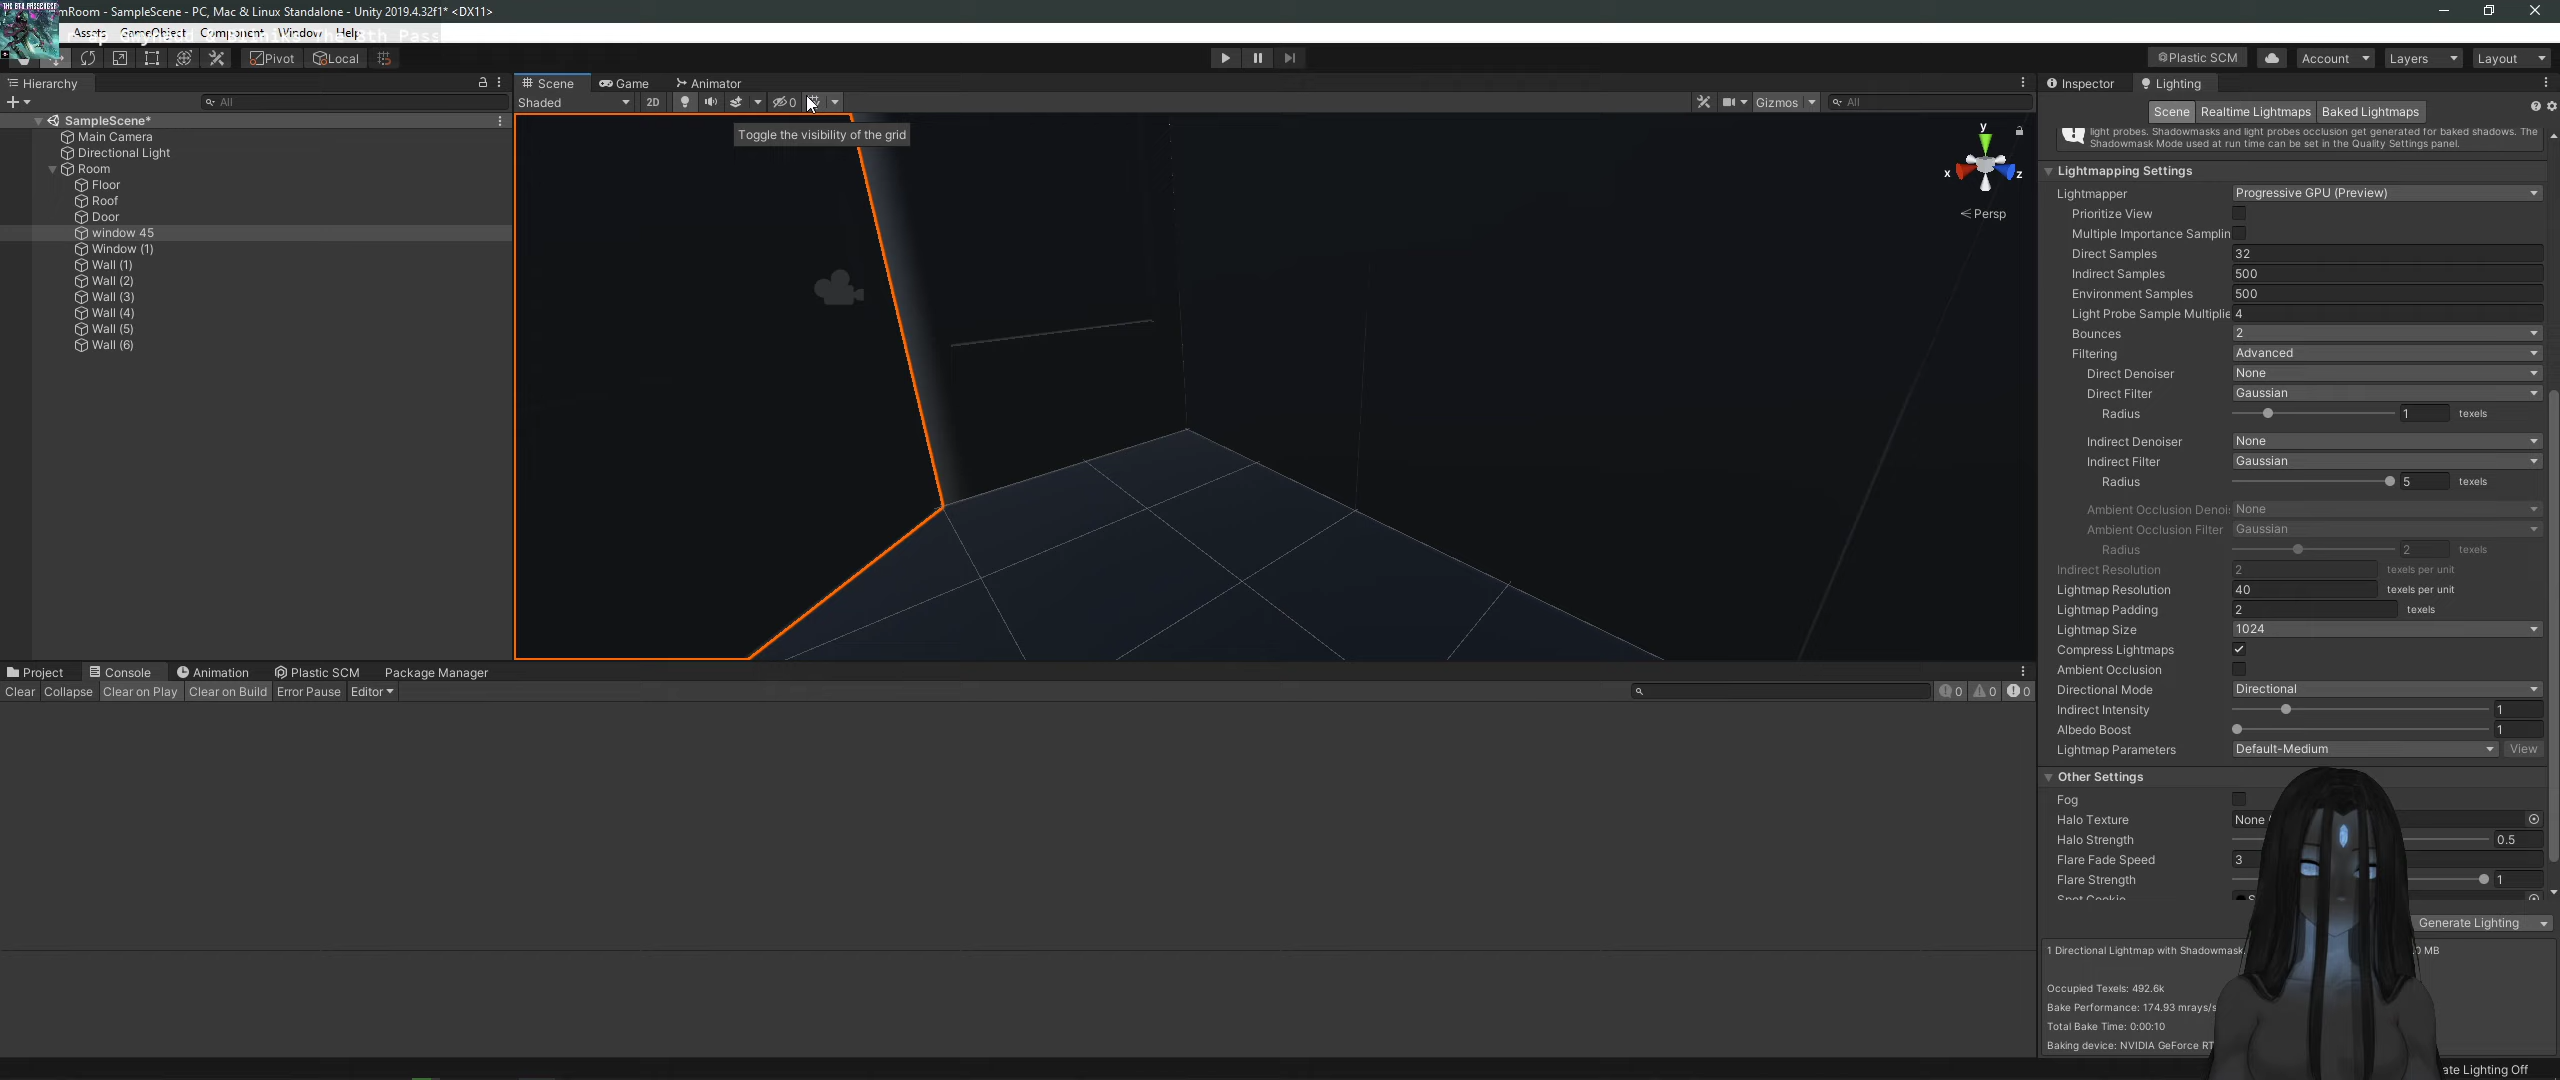 THE 8TH PASSENGER
mRoom - SampleScene - PC, Mac & Linux Standalone - Unity 2019.4.32f1* <DX11>
Assets GameObject Component Window Help
8th Pass
Pivot Local
Plastic SCM Account Layers Layout
Hierarchy
All
SampleScene*
Main Camera
Directional Light
Room
Floor
Roof
Door
window 45
Window (1)
Wall (1)
Wall (2)
Wall (3)
Wall (4)
Wall (5)
Wall (6)
Scene Game Animator
Shaded 2D 0 Gizmos All
Toggle the visibility of the grid
y
x z
Persp
Inspector Lighting
Scene Realtime Lightmaps Baked Lightmaps
light probes. Shadowmasks and light probes occlusion get generated for baked shadows. The
Shadowmask Mode used at run time can be set in the Quality Settings panel.
Lightmapping Settings
Lightmapper Progressive GPU (Preview)
Prioritize View
Multiple Importance Samplin
Direct Samples 32
Indirect Samples 500
Environment Samples 500
Light Probe Sample Multiplie 4
Bounces 2
Filtering Advanced
Direct Denoiser None
Direct Filter Gaussian
Radius 1 texels
Indirect Denoiser None
Indirect Filter Gaussian
Radius 5 texels
Ambient Occlusion Denoi None
Ambient Occlusion Filter Gaussian
Radius 2 texels
Indirect Resolution 2 texels per unit
Lightmap Resolution 40 texels per unit
Lightmap Padding 2 texels
Lightmap Size 1024
Compress Lightmaps
Ambient Occlusion
Directional Mode Directional
Indirect Intensity 1
Albedo Boost 1
Lightmap Parameters Default-Medium View
Other Settings
Fog
Halo Texture None
Halo Strength 0.5
Flare Fade Speed 3
Flare Strength 1
Spot Cookie S
Generate Lighting
1 Directional Lightmap with Shadowmask 0 MB
Occupied Texels: 492.6k
Bake Performance: 174.93 mrays/s
Total Bake Time: 0:00:10
Baking device: NVIDIA GeForce RT
ate Lighting Off
Project Console Animation Plastic SCM Package Manager
Clear Collapse Clear on Play Clear on Build Error Pause Editor
0 0 0